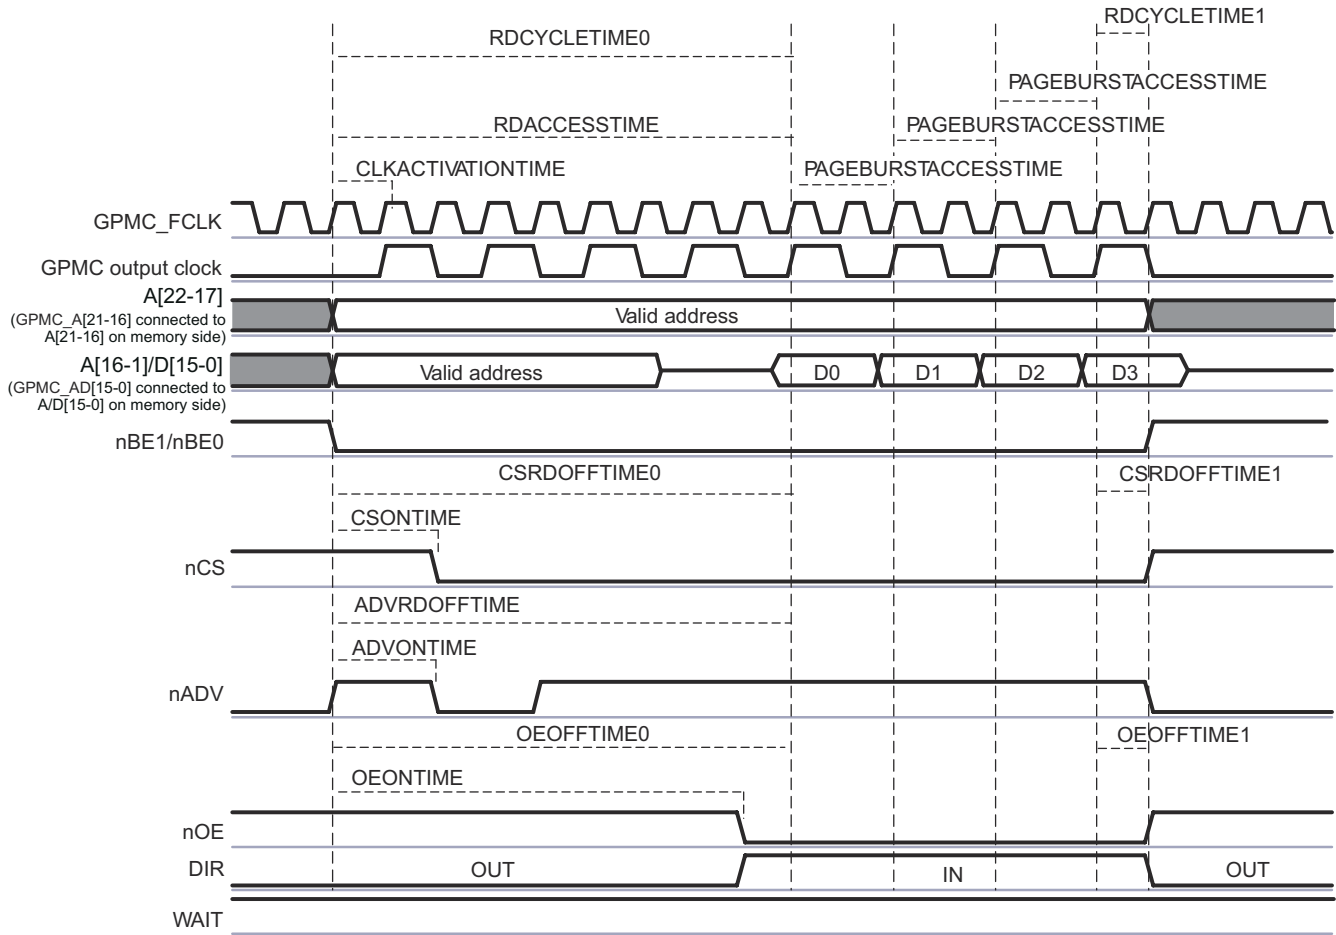 RDCYCLETIME1
RDCYCLETIME0
PAGEBURSTACCESSTIME
RDACCESSTIME
PAGEBURSTACCESSTIME
CLKACTIVATIONTIME
PAGEBURSTACCESSTIME
GPMC_FCLK
GPMC output clock
A[22-17]
(GPMC_A[21-16] connected to
A[21-16] on memory side)
Valid address
A[16-1]/D[15-0]
(GPMC_AD[15-0] connected to
A/D[15-0] on memory side)
Valid address
D0
D1
D2
D3
nBE1/nBE0
CSRDOFFTIME0
CSRDOFFTIME1
CSONTIME
nCS
ADVRDOFFTIME
ADVONTIME
nADV
OEOFFTIME0
OEOFFTIME1
OEONTIME
nOE
DIR
OUT
IN
OUT
WAIT